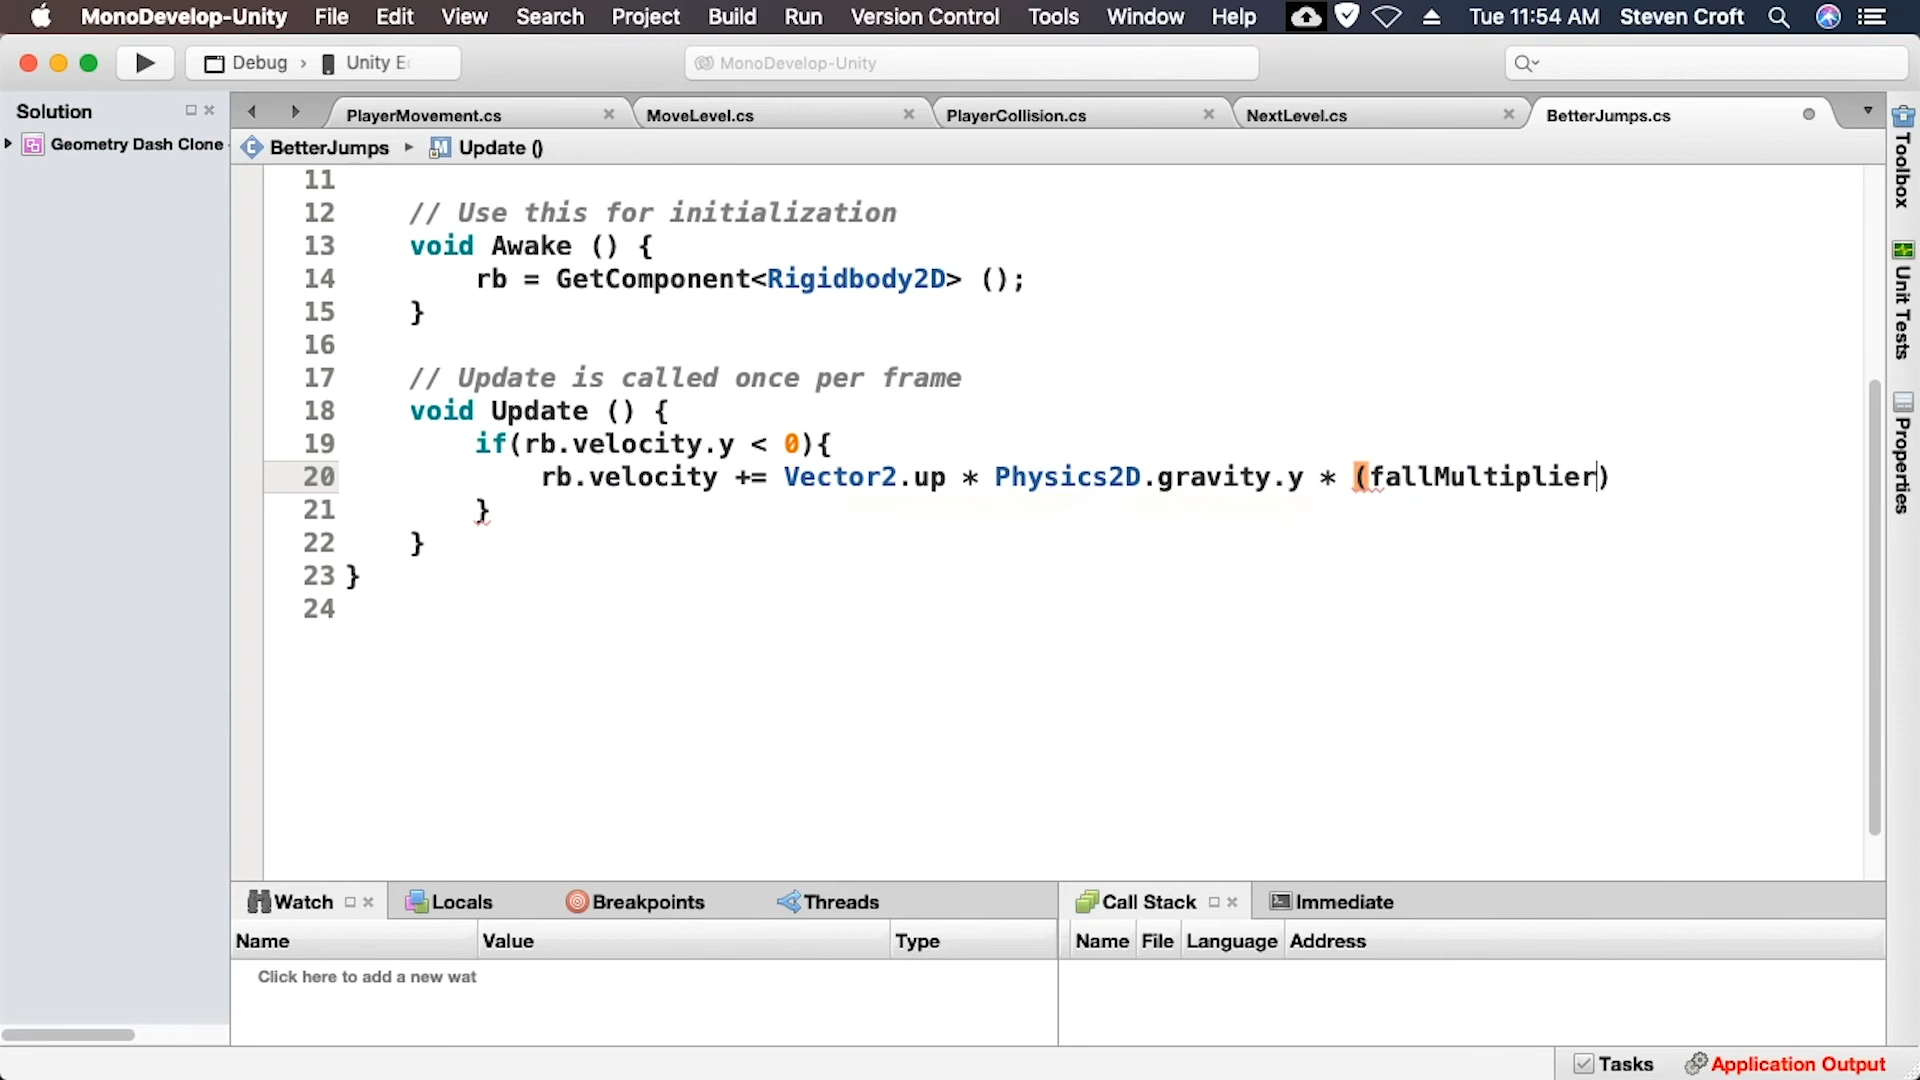 MonoDevelop-Unity File Edit View Search Project Build Run Version Control Tools Window Help Tue 11:54 AM Steven Croft
Debug › Unity E
MonoDevelop-Unity
Solution
PlayerMovement.cs MoveLevel.cs PlayerCollision.cs NextLevel.cs BetterJumps.cs
Geometry Dash Clone
BetterJumps Update ()
11
12 // Use this for initialization
13 void Awake () {
14 rb = GetComponent<Rigidbody2D> ();
15 }
16
17 // Update is called once per frame
18 void Update () {
19 if(rb.velocity.y < 0){
20 rb.velocity += Vector2.up * Physics2D.gravity.y * (fallMultiplier)
21 }
22 }
23 }
24
Toolbox
Unit Tests
Properties
Watch Locals Breakpoints Threads
Name Value Type
Click here to add a new wat
Call Stack Immediate
Name File Language Address
Tasks Application Output